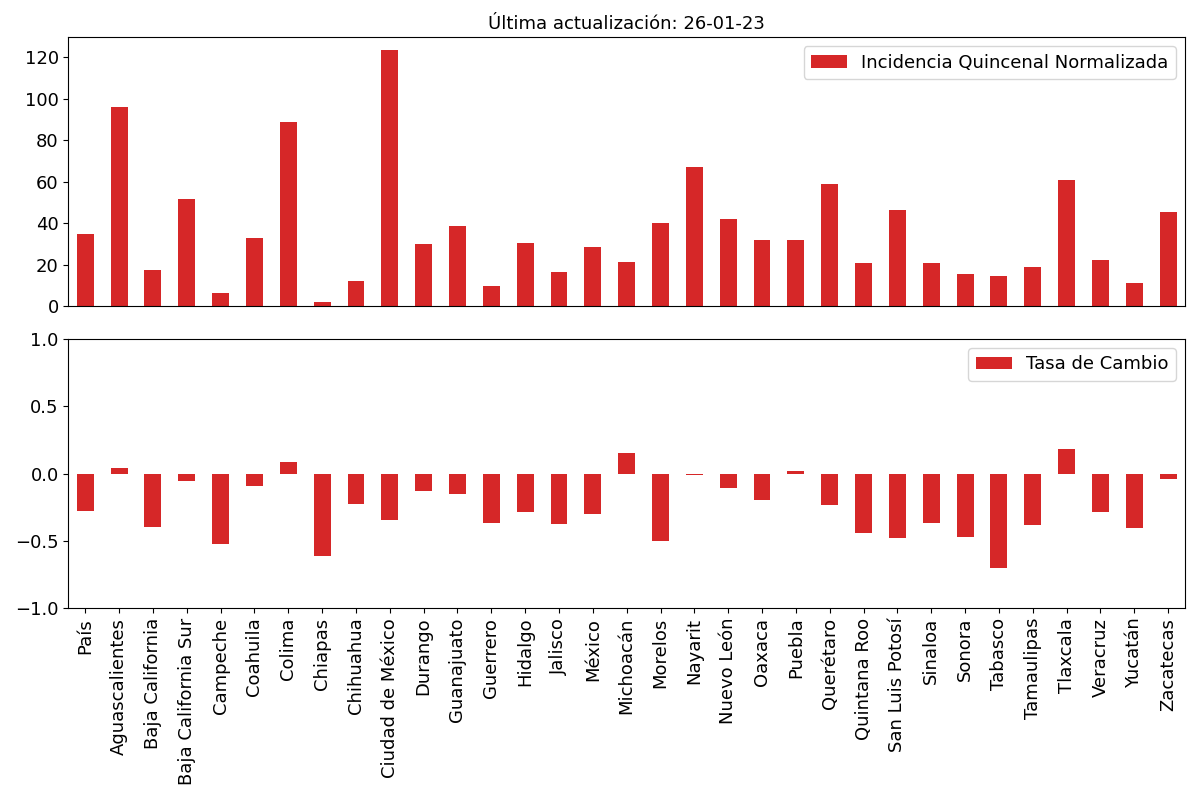 Última actualización: 26-01-23
Incidencia Quincenal Normalizada
120
100
80
60
40
20
0
Tasa de Cambio
1.0
0.5
0.0
−0.5
−1.0
País
Aguascalientes
Baja California
Baja California Sur
Campeche
Coahuila
Colima
Chiapas
Chihuahua
Ciudad de México
Durango
Guanajuato
Guerrero
Hidalgo
Jalisco
México
Michoacán
Morelos
Nayarit
Nuevo León
Oaxaca
Puebla
Querétaro
Quintana Roo
San Luis Potosí
Sinaloa
Sonora
Tabasco
Tamaulipas
Tlaxcala
Veracruz
Yucatán
Zacatecas